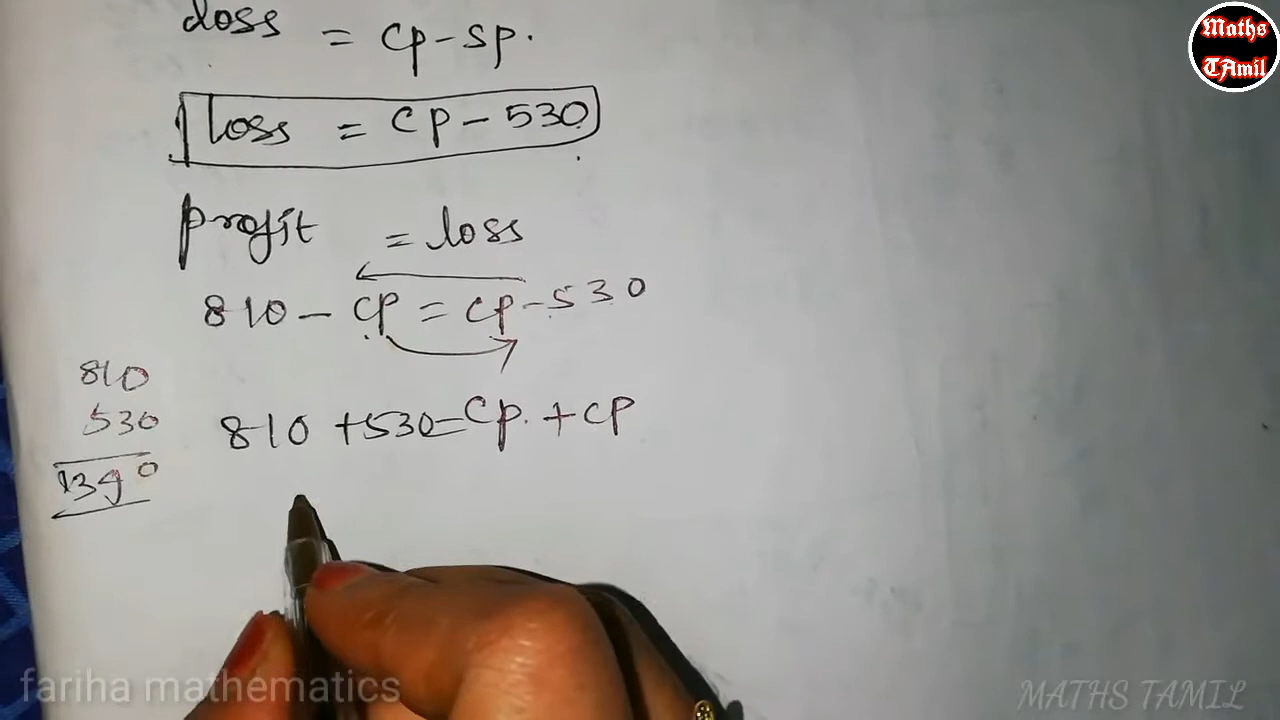 Maths
TAmil
loss = cp-sp.
loss = cp-530
profit = loss
810 - cp = cp-530
810
530
1340
810 +530=cp. + cp
fariha mathematics
MATHS TAMIL